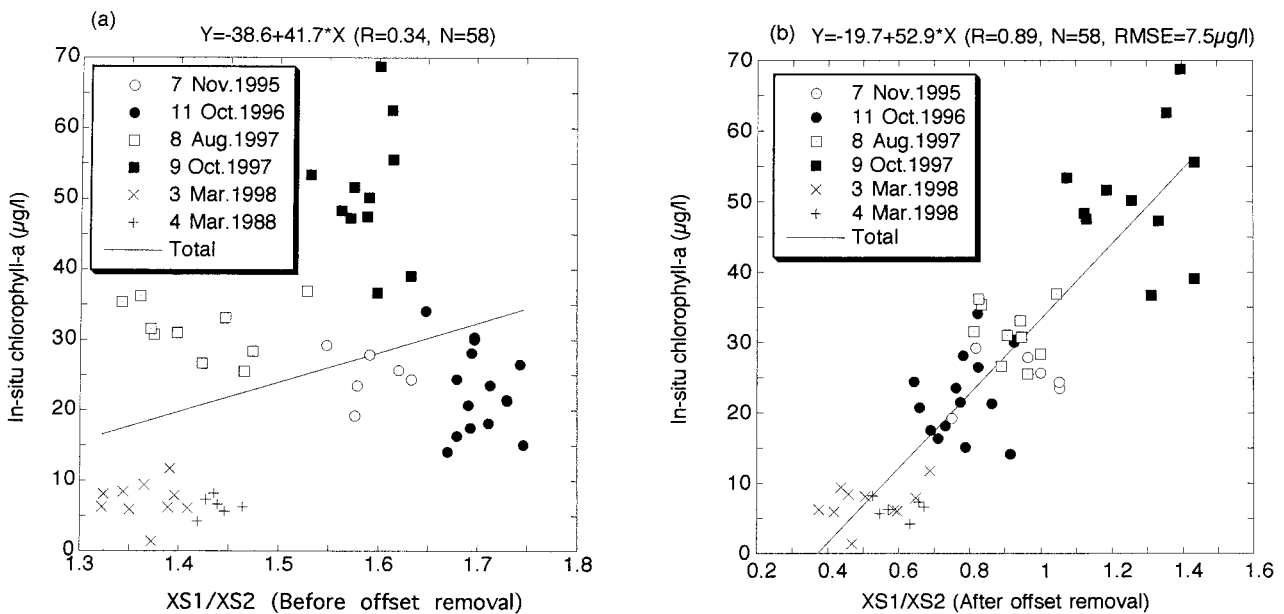 (a)
Y=-38.6+41.7*X (R=0.34, N=58)
70
60
50
40
30
20
10
0
In-situ chlorophyll-a (µg/l)
7 Nov.1995
11 Oct.1996
8 Aug.1997
9 Oct.1997
3 Mar.1998
4 Mar.1988
Total
1.3 1.4 1.5 1.6 1.7 1.8
XS1/XS2 (Before offset removal)
(b) Y=-19.7+52.9*X (R=0.89, N=58, RMSE=7.5µg/l)
70
60
50
40
30
20
10
0
In-situ chlorophyll-a (µg/l)
7 Nov.1995
11 Oct.1996
8 Aug.1997
9 Oct.1997
3 Mar.1998
4 Mar.1998
Total
0.2 0.4 0.6 0.8 1 1.2 1.4 1.6
XS1/XS2 (After offset removal)